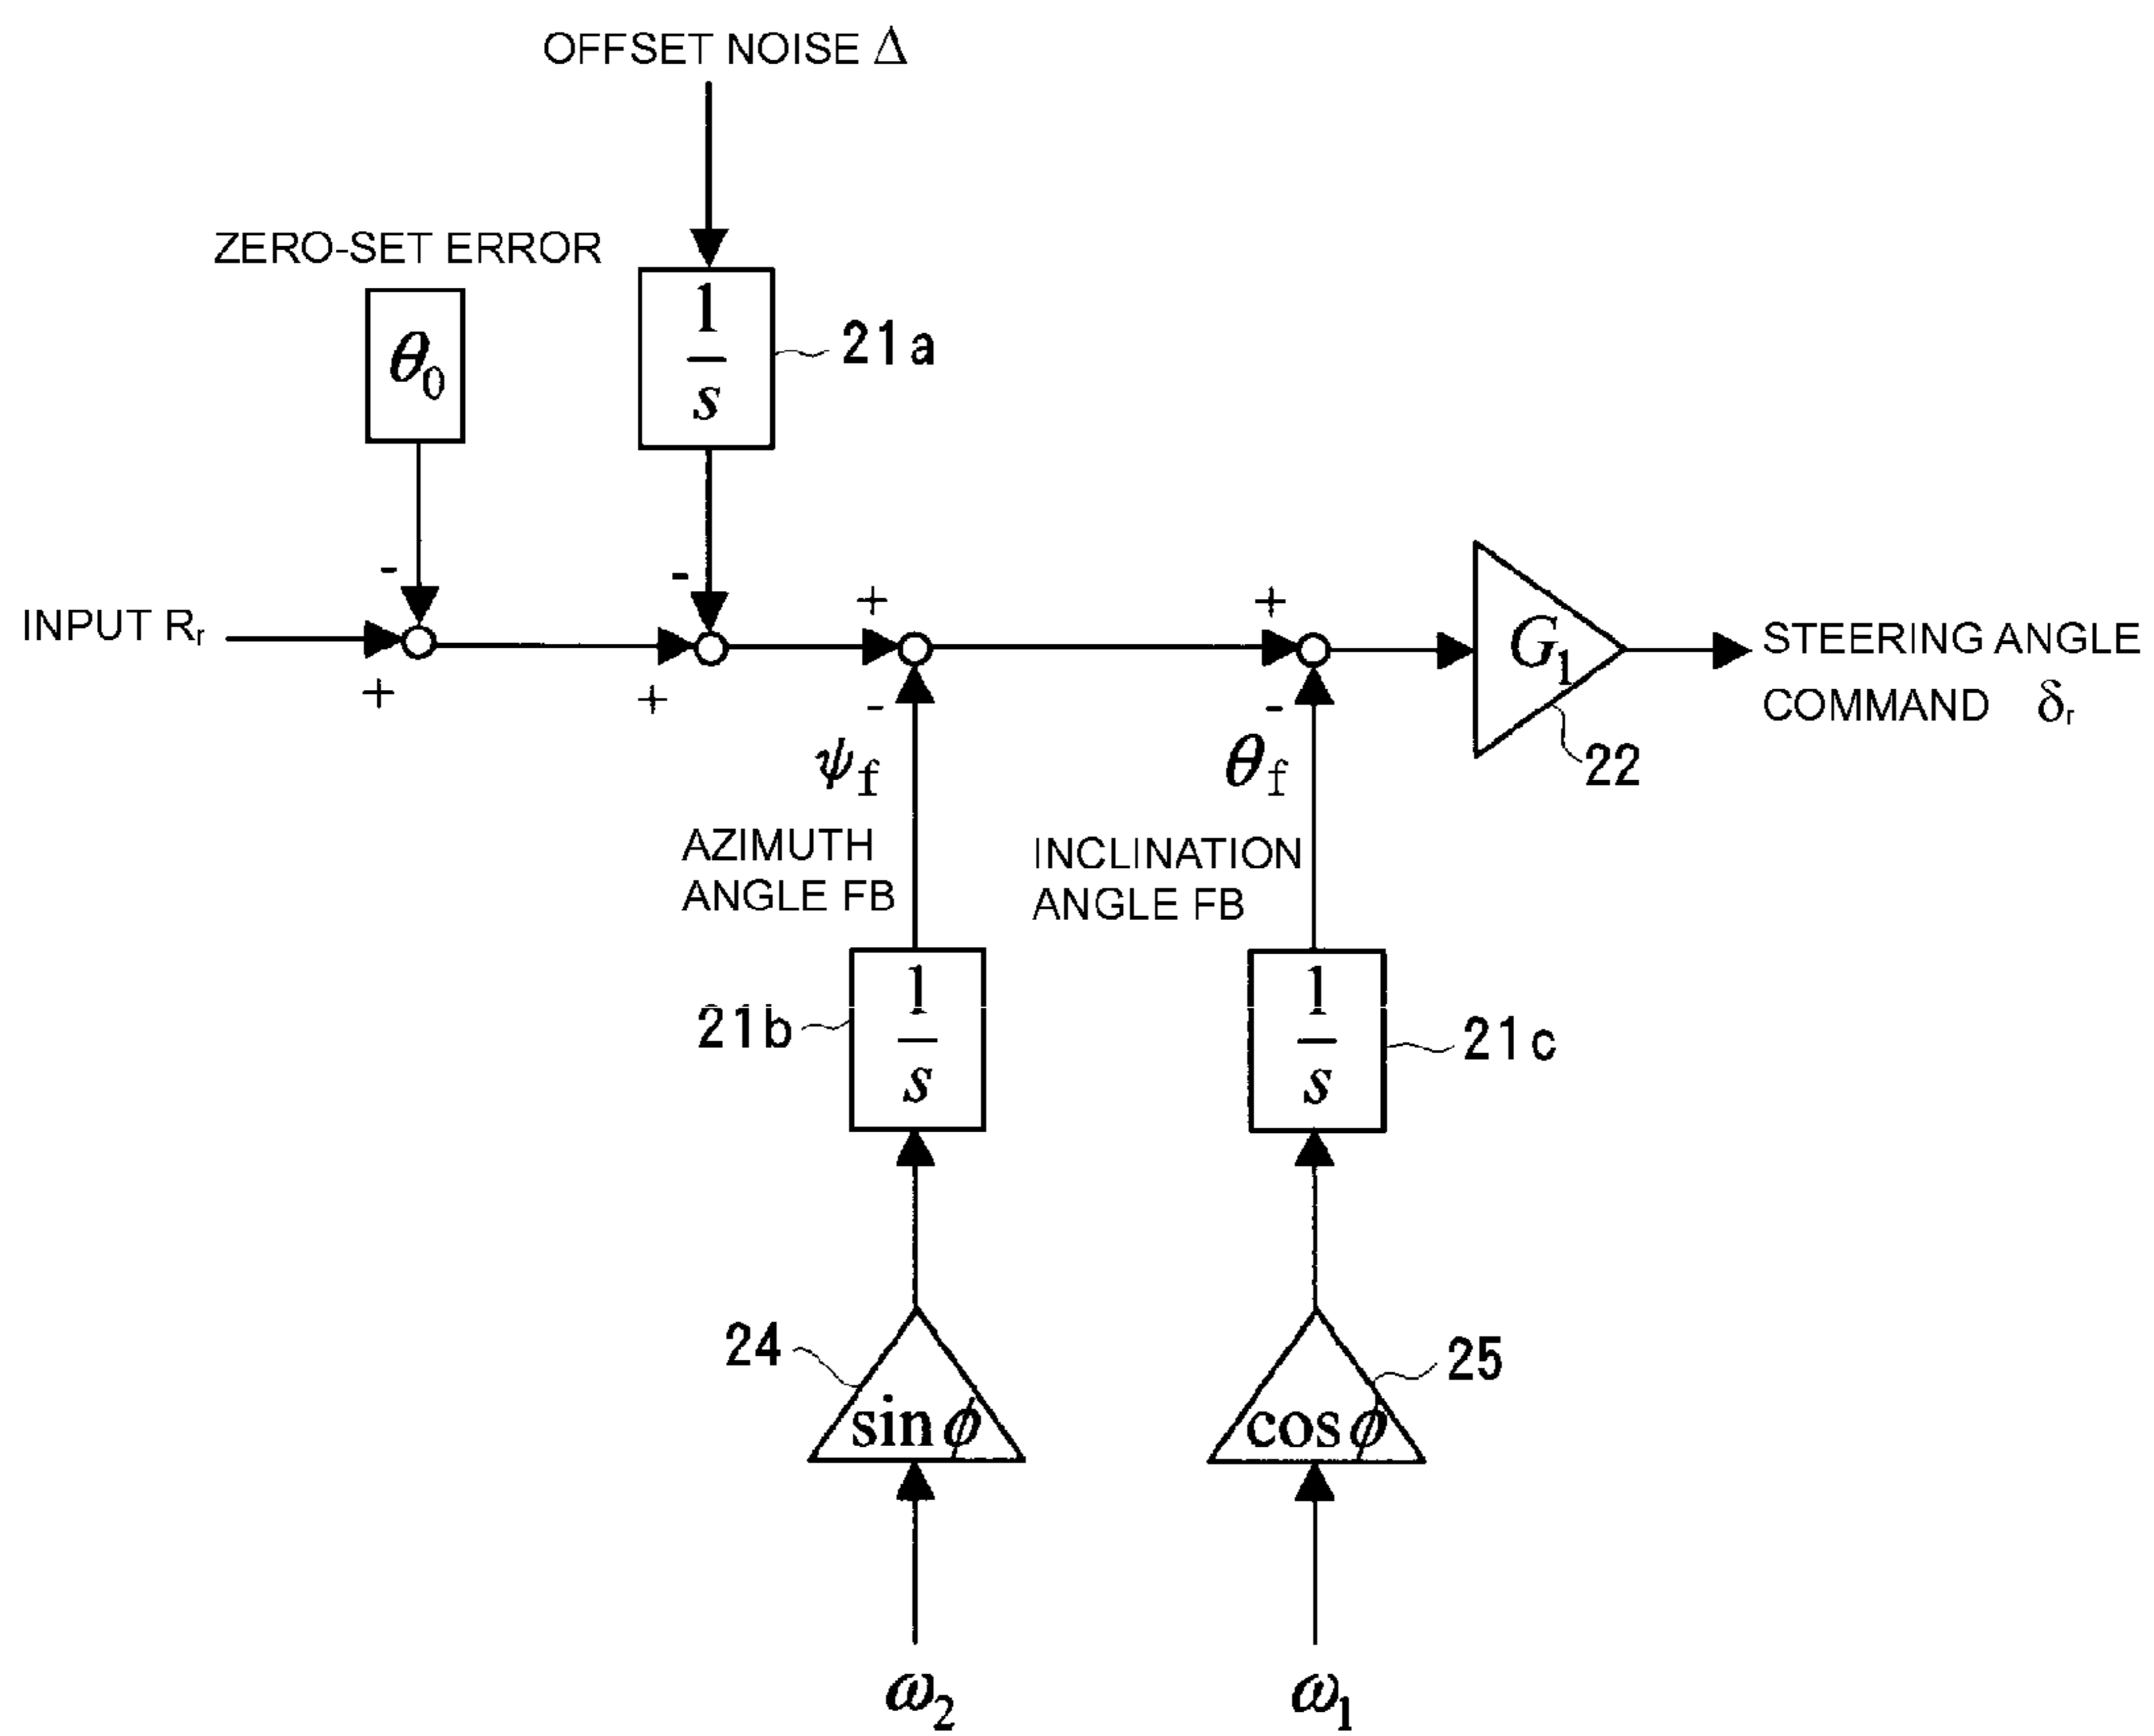 OFFSET NOISE Δ
ZERO-SET ERROR
θ0
1
s
21a
-
-
+
+
INPUT Rr
G1
STEERING ANGLE
COMMAND δr
+
+
-
-
22
ψf
θf
AZIMUTH
ANGLE FB
INCLINATION
ANGLE FB
21b
1
s
1
s
21c
24
sinϕ
25
cosϕ
ω2
ω1